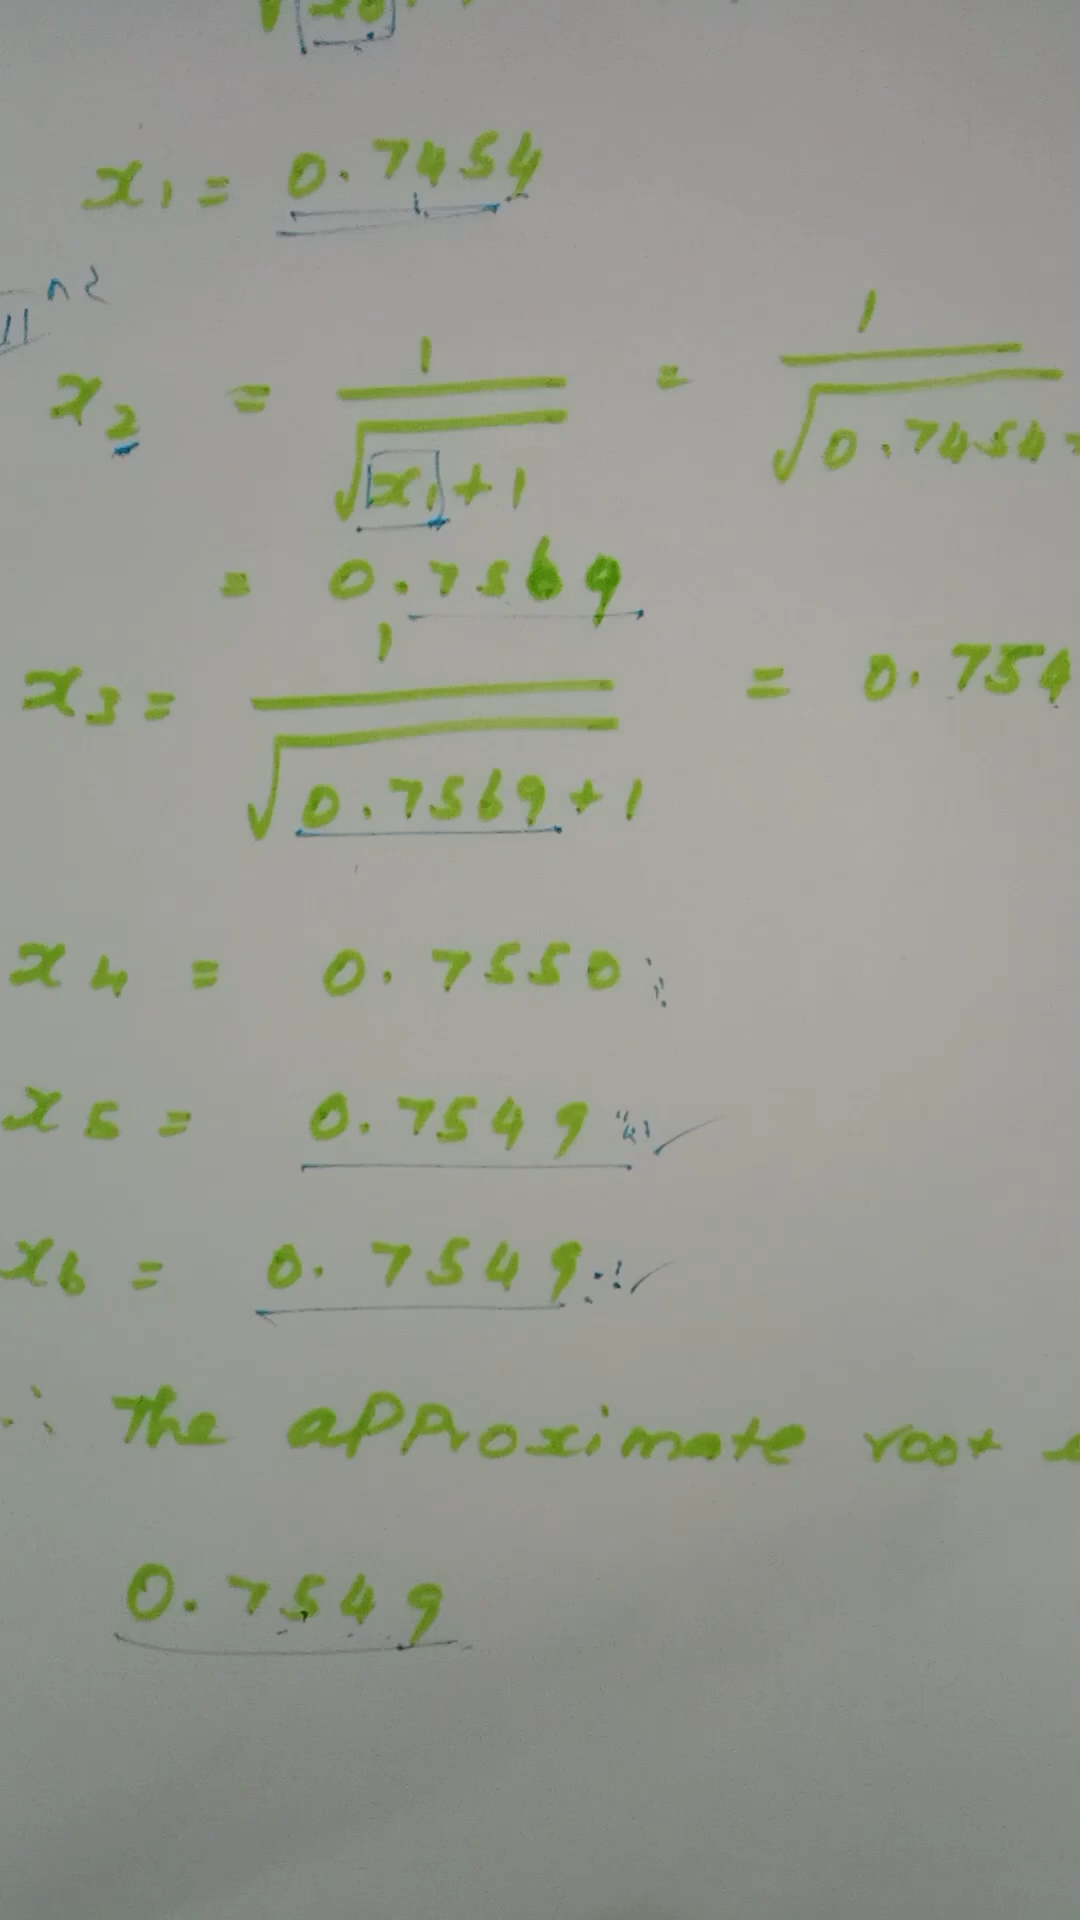 x₁ = 0.7454
x₂ = 1/√(x₁ + 1) = 1/√(0.7454
= 0.7569
x₃ = 1/√(0.7569 + 1) = 0.754
x₄ = 0.7550
x₅ = 0.7549
x₆ = 0.7549
∴ The approximate root
0.7549